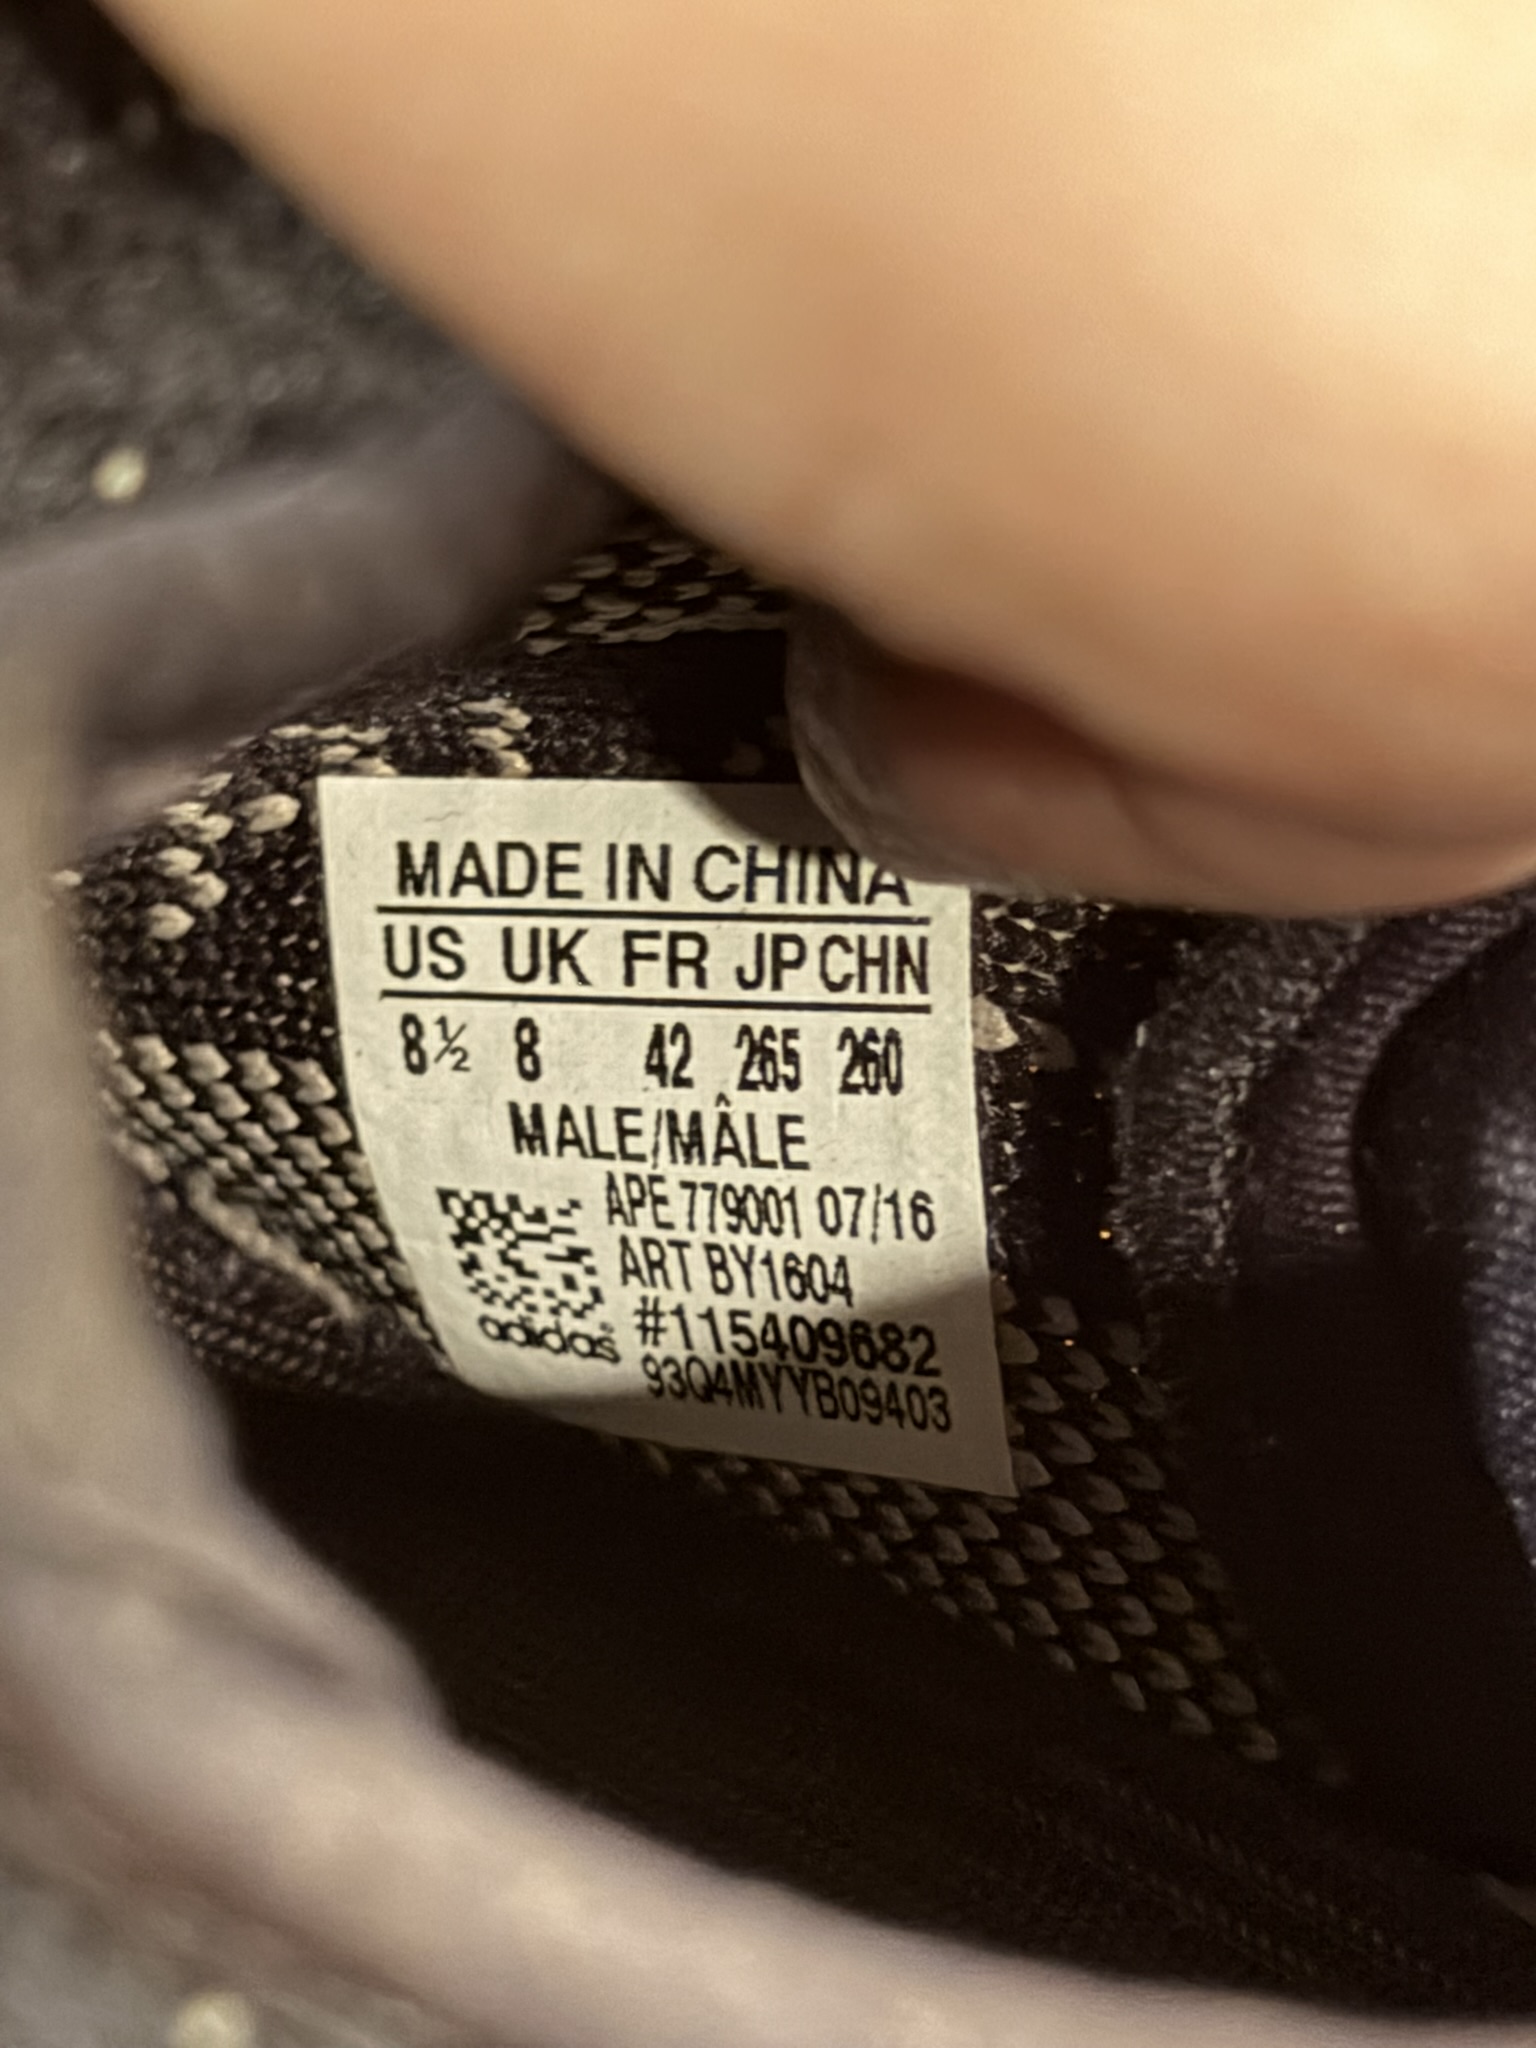 MADE IN CHINA
US UK FR JP CHN
8½ 8 42 265 260
MALE/MÂLE
APE 779001 07/16
ART BY1604
#115409682
adidas
93Q4MYYB09403